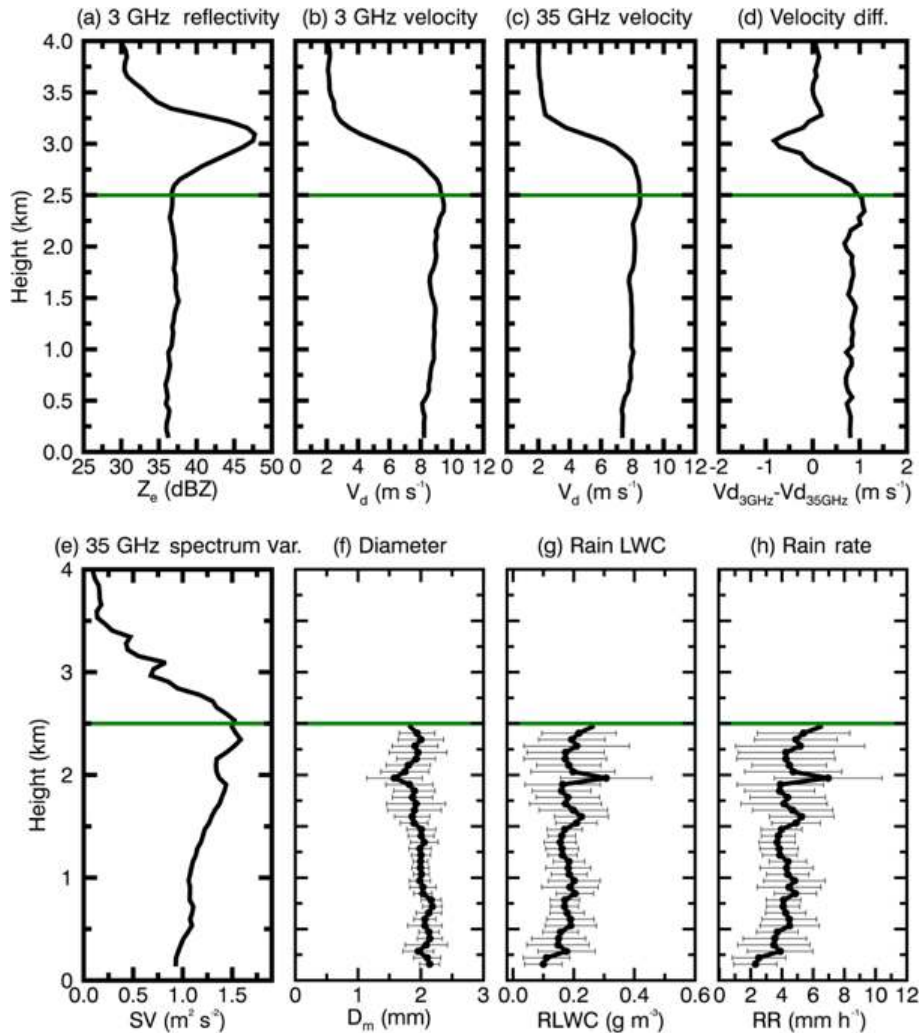 (a) 3 GHz reflectivity (b) 3 GHz velocity (c) 35 GHz velocity (d) Velocity diff.
4.0
3.5
3.0
2.5
2.0
1.5
1.0
0.5
0.0
Height (km)
25 30 35 40 45 50 0 2 4 6 8 10 12 0 2 4 6 8 10 12 -2 -1 0 1 2
Zₑ (dBZ) V_d (m s⁻¹) V_d (m s⁻¹) Vd₃GHz-Vd₃₅GHz (m s⁻¹)
(e) 35 GHz spectrum var. (f) Diameter (g) Rain LWC (h) Rain rate
4
3
2
1
0
Height (km)
0.0 0.5 1.0 1.5 0 1 2 3 0.0 0.2 0.4 0.6 0 2 4 6 8 10 12
SV (m² s⁻²) Dₘ (mm) RLWC (g m⁻³) RR (mm h⁻¹)